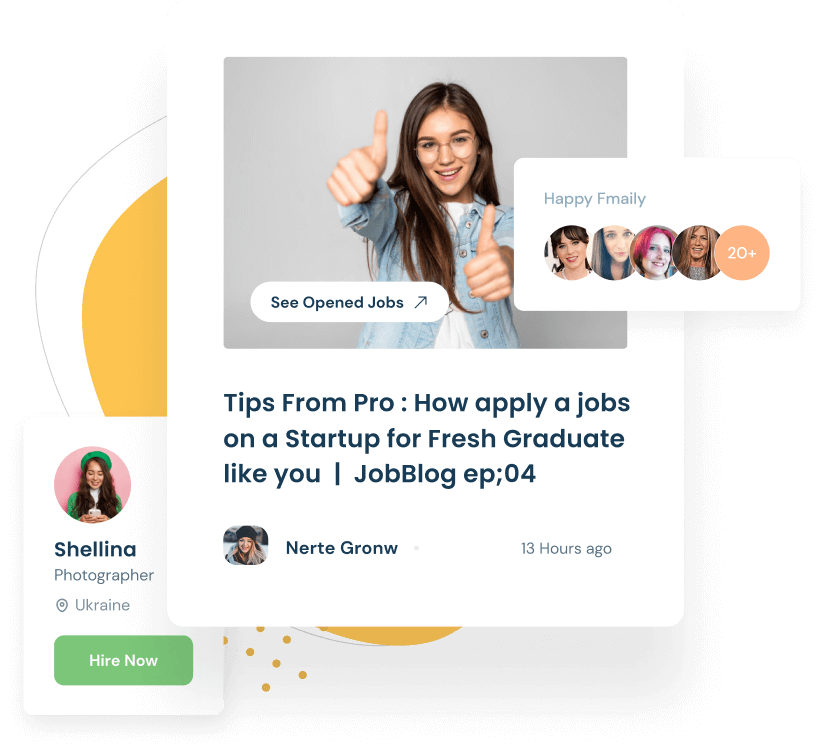 Happy Fmaily
20+
See Opened Jobs
Tips From Pro : How apply a jobs
on a Startup for Fresh Graduate
like you | JobBlog ep;04
Nerte Gronw
13 Hours ago
Shellina
Photographer
Ukraine
Hire Now